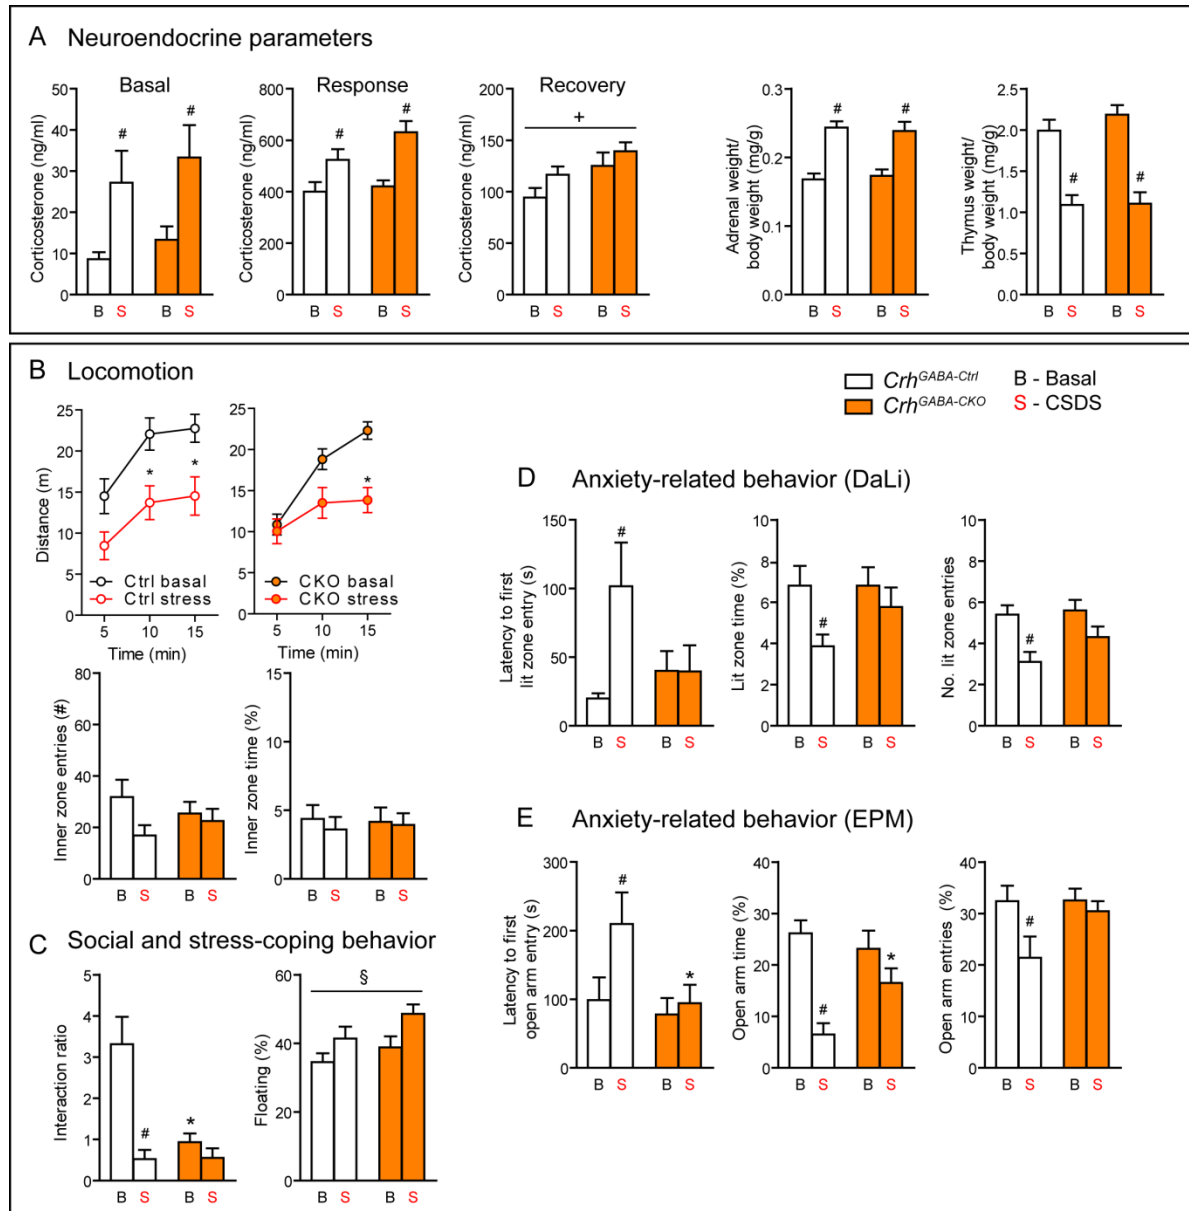 A Neuroendocrine parameters
Basal
Corticosterone (ng/ml)
50
40
30
20
10
0
#
#
B S B S
Response
Corticosterone (ng/ml)
800
600
400
200
0
#
#
B S B S
Recovery
Corticosterone (ng/ml)
200
150
100
50
0
+
B S B S
Adrenal weight/
body weight (mg/g)
0.3
0.2
0.1
0.0
#
#
B S B S
Thymus weight/
body weight (mg/g)
2.0
1.5
1.0
0.0
#
#
B S B S
B Locomotion
Crh GABA-Ctrl
Crh GABA-CKO
B - Basal
S - CSDS
Distance (m)
25
20
15
10
5
0
* *
Ctrl basal
Ctrl stress
5 10 15
Time (min)
25
20
15
10
5
0
*
CKO basal
CKO stress
5 10 15
Time (min)
Inner zone entries (#)
80
60
40
20
0
B S B S
Inner zone time (%)
15
10
5
0
B S B S
C Social and stress-coping behavior
Interaction ratio
5
4
3
2
1
0
#
*
B S B S
Floating (%)
60
40
20
0
§
B S B S
D Anxiety-related behavior (DaLi)
Latency to first
lit zone entry (s)
150
100
50
0
#
B S B S
Lit zone time (%)
10
8
6
4
2
0
#
B S B S
No. lit zone entries
10
8
6
4
2
0
#
B S B S
E Anxiety-related behavior (EPM)
Latency to first
open arm entry (s)
300
200
100
0
#
*
B S B S
Open arm time (%)
40
30
20
10
0
#
*
B S B S
Open arm entries (%)
40
30
20
10
0
#
B S B S